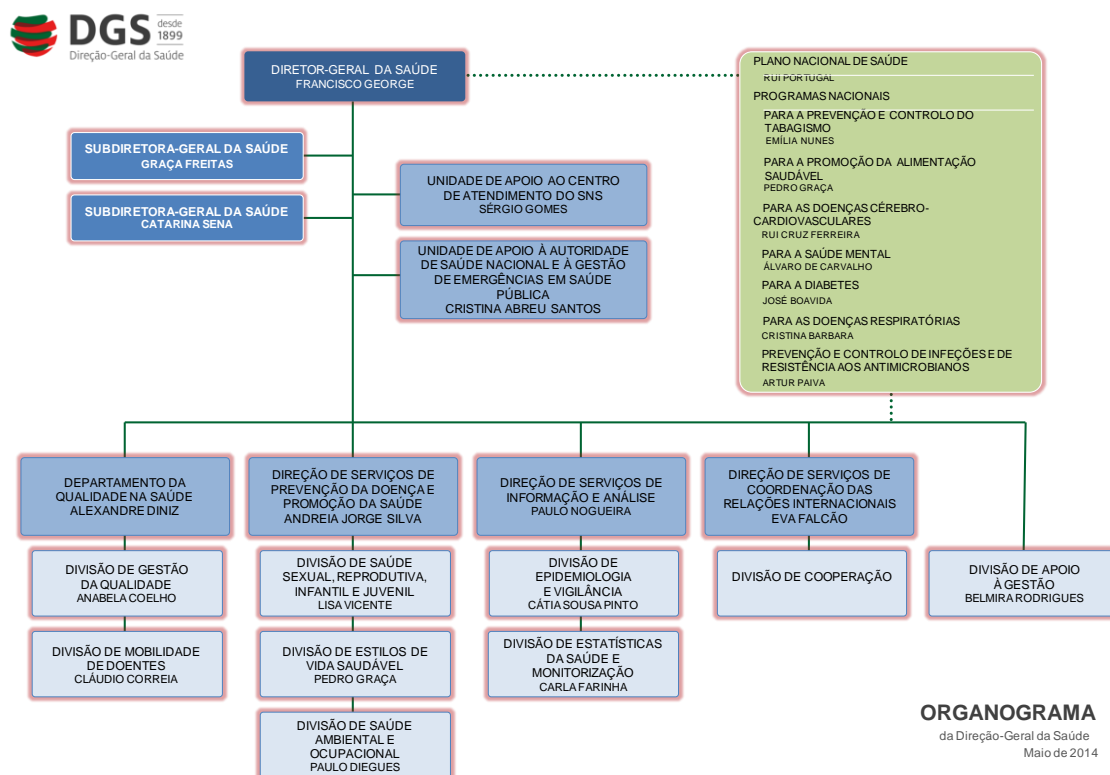 DGS desde 1899
Direção-Geral da Saúde
DIRETOR-GERAL DA SAÚDE
FRANCISCO GEORGE
SUBDIRETORA-GERAL DA SAÚDE
GRAÇA FREITAS
SUBDIRETORA-GERAL DA SAÚDE
CATARINA SENA
UNIDADE DE APOIO AO CENTRO
DE ATENDIMENTO DO SNS
SÉRGIO GOMES
UNIDADE DE APOIO À AUTORIDADE
DE SAÚDE NACIONAL E À GESTÃO
DE EMERGÊNCIAS EM SAÚDE
PÚBLICA
CRISTINA ABREU SANTOS
PLANO NACIONAL DE SAÚDE
RUI PORTUGAL
PROGRAMAS NACIONAIS
PARA A PREVENÇÃO E CONTROLO DO
TABAGISMO
EMÍLIA NUNES
PARA A PROMOÇÃO DA ALIMENTAÇÃO
SAUDÁVEL
PEDRO GRAÇA
PARA AS DOENÇAS CÉREBRO-
CARDIOVASCULARES
RUI CRUZ FERREIRA
PARA A SAÚDE MENTAL
ÁLVARO DE CARVALHO
PARA A DIABETES
JOSÉ BOAVIDA
PARA AS DOENÇAS RESPIRATÓRIAS
CRISTINA BARBARA
PREVENÇÃO E CONTROLO DE INFEÇÕES E DE
RESISTÊNCIA AOS ANTIMICROBIANOS
ARTUR PAIVA
DEPARTAMENTO DA
QUALIDADE NA SAÚDE
ALEXANDRE DINIZ
DIREÇÃO DE SERVIÇOS DE
PREVENÇÃO DA DOENÇA E
PROMOÇÃO DA SAÚDE
ANDREIA JORGE SILVA
DIREÇÃO DE SERVIÇOS DE
INFORMAÇÃO E ANÁLISE
PAULO NOGUEIRA
DIREÇÃO DE SERVIÇOS DE
COORDENAÇÃO DAS
RELAÇÕES INTERNACIONAIS
EVA FALCÃO
DIVISÃO DE GESTÃO
DA QUALIDADE
ANABELA COELHO
DIVISÃO DE SAÚDE
SEXUAL, REPRODUTIVA,
INFANTIL E JUVENIL
LISA VICENTE
DIVISÃO DE
EPIDEMIOLOGIA
E VIGILÂNCIA
CÁTIA SOUSA PINTO
DIVISÃO DE COOPERAÇÃO
DIVISÃO DE APOIO
À GESTÃO
BELMIRA RODRIGUES
DIVISÃO DE MOBILIDADE
DE DOENTES
CLÁUDIO CORREIA
DIVISÃO DE ESTILOS DE
VIDA SAUDÁVEL
PEDRO GRAÇA
DIVISÃO DE ESTATÍSTICAS
DA SAÚDE E
MONITORIZAÇÃO
CARLA FARINHA
DIVISÃO DE SAÚDE
AMBIENTAL E
OCUPACIONAL
PAULO DIEGUES
ORGANOGRAMA
da Direção-Geral da Saúde
Maio de 2014